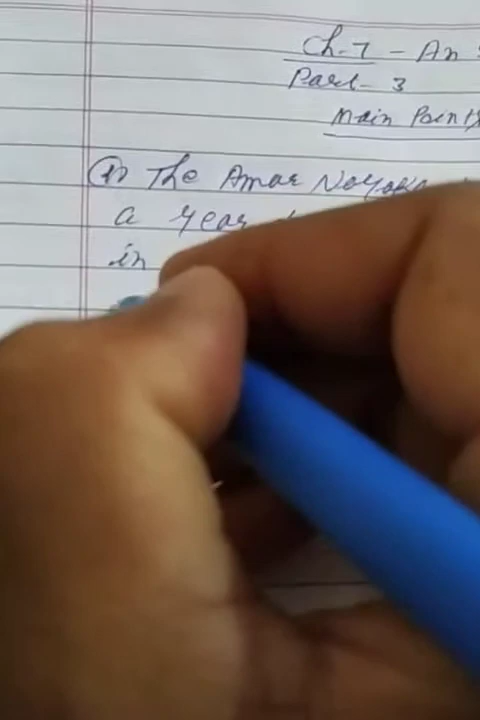 Ch-7 - An
Part- 3
Main Points
① The Amar Nayaka
a year
in